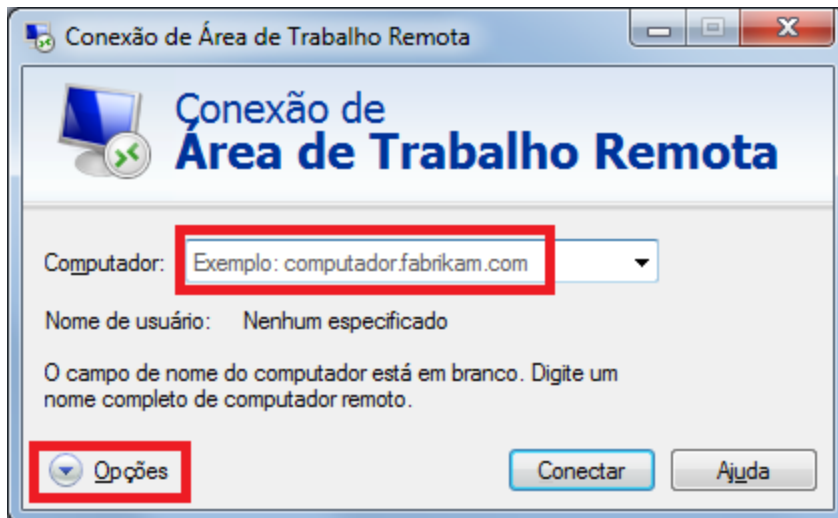 Conexão de Área de Trabalho Remota
Conexão de
Área de Trabalho Remota
Computador: Exemplo: computador.fabrikam.com
Nome de usuário: Nenhum especificado
O campo de nome do computador está em branco. Digite um
nome completo de computador remoto.
Opções Conectar Ajuda